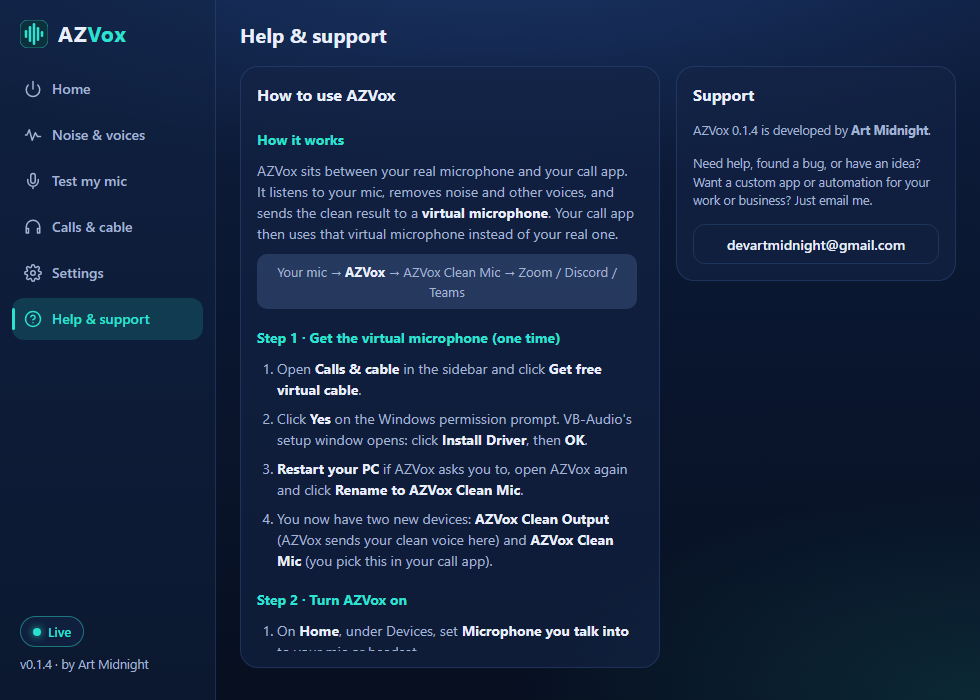 AZVox
Home
Noise & voices
Test my mic
Calls & cable
Settings
Help & support
Live
v0.1.4 · by Art Midnight
Help & support
How to use AZVox
How it works
AZVox sits between your real microphone and your call app.
It listens to your mic, removes noise and other voices, and
sends the clean result to a virtual microphone. Your call app
then uses that virtual microphone instead of your real one.
Your mic → AZVox → AZVox Clean Mic → Zoom / Discord /
Teams
Step 1 · Get the virtual microphone (one time)
1. Open Calls & cable in the sidebar and click Get free
virtual cable.
2. Click Yes on the Windows permission prompt. VB-Audio's
setup window opens: click Install Driver, then OK.
3. Restart your PC if AZVox asks you to, open AZVox again
and click Rename to AZVox Clean Mic.
4. You now have two new devices: AZVox Clean Output
(AZVox sends your clean voice here) and AZVox Clean
Mic (you pick this in your call app).
Step 2 · Turn AZVox on
1. On Home, under Devices, set Microphone you talk into
Support
AZVox 0.1.4 is developed by Art Midnight.
Need help, found a bug, or have an idea?
Want a custom app or automation for your
work or business? Just email me.
devartmidnight@gmail.com